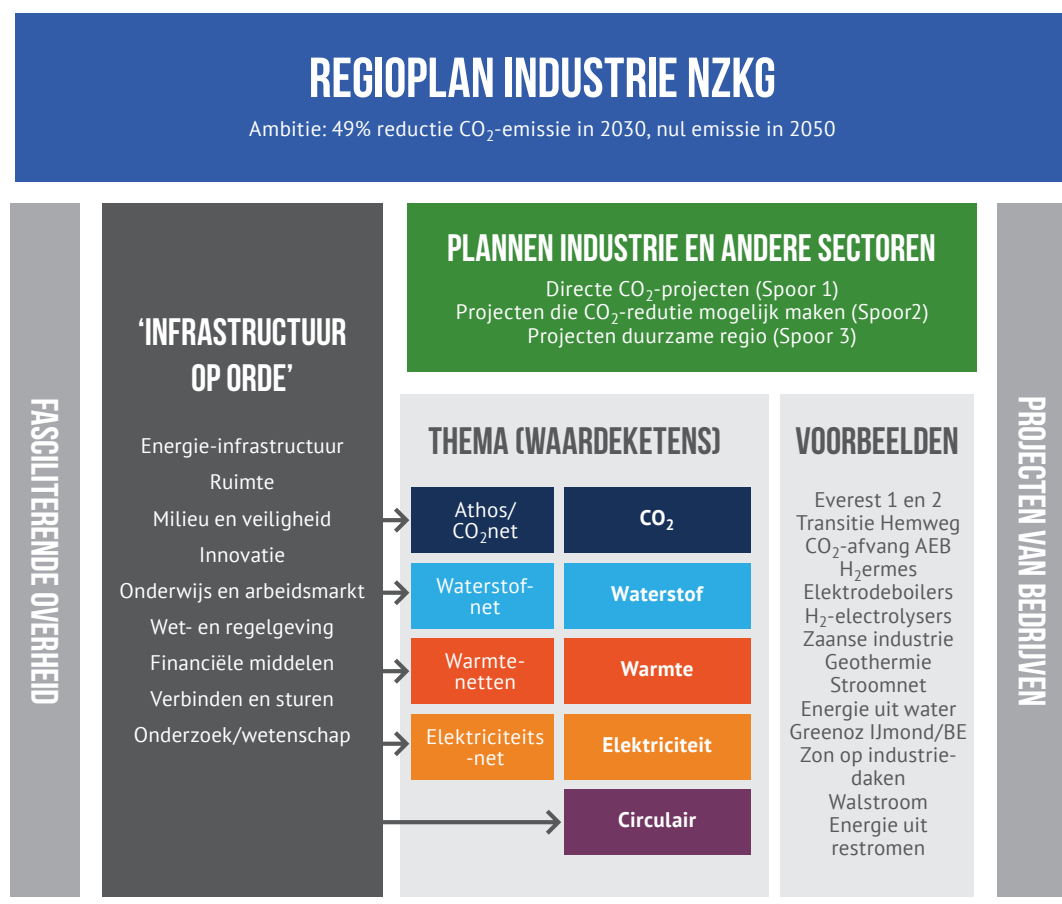 REGIOPLAN INDUSTRIE NZKG
Ambitie: 49% reductie CO₂-emissie in 2030, nul emissie in 2050
FASCILITERENDE OVERHEID
‘INFRASTRUCTUUR
OP ORDE’
Energie-infrastructuur
Ruimte
Milieu en veiligheid
Innovatie
Onderwijs en arbeidsmarkt
Wet- en regelgeving
Financiële middelen
Verbinden en sturen
Onderzoek/wetenschap
PLANNEN INDUSTRIE EN ANDERE SECTOREN
Directe CO₂-projecten (Spoor 1)
Projecten die CO₂-redutie mogelijk maken (Spoor2)
Projecten duurzame regio (Spoor 3)
THEMA (WAARDEKETENS)
Athos/
CO₂net
CO₂
Waterstof-
net
Waterstof
Warmte-
netten
Warmte
Elektriciteits
-net
Elektriciteit
Circulair
VOORBEELDEN
Everest 1 en 2
Transitie Hemweg
CO₂-afvang AEB
H₂ermes
Elektrodeboilers
H₂-electrolysers
Zaanse industrie
Geothermie
Stroomnet
Energie uit water
Greenoz IJmond/BE
Zon op industrie-
daken
Walstroom
Energie uit
restromen
PROJECTEN VAN BEDRIJVEN